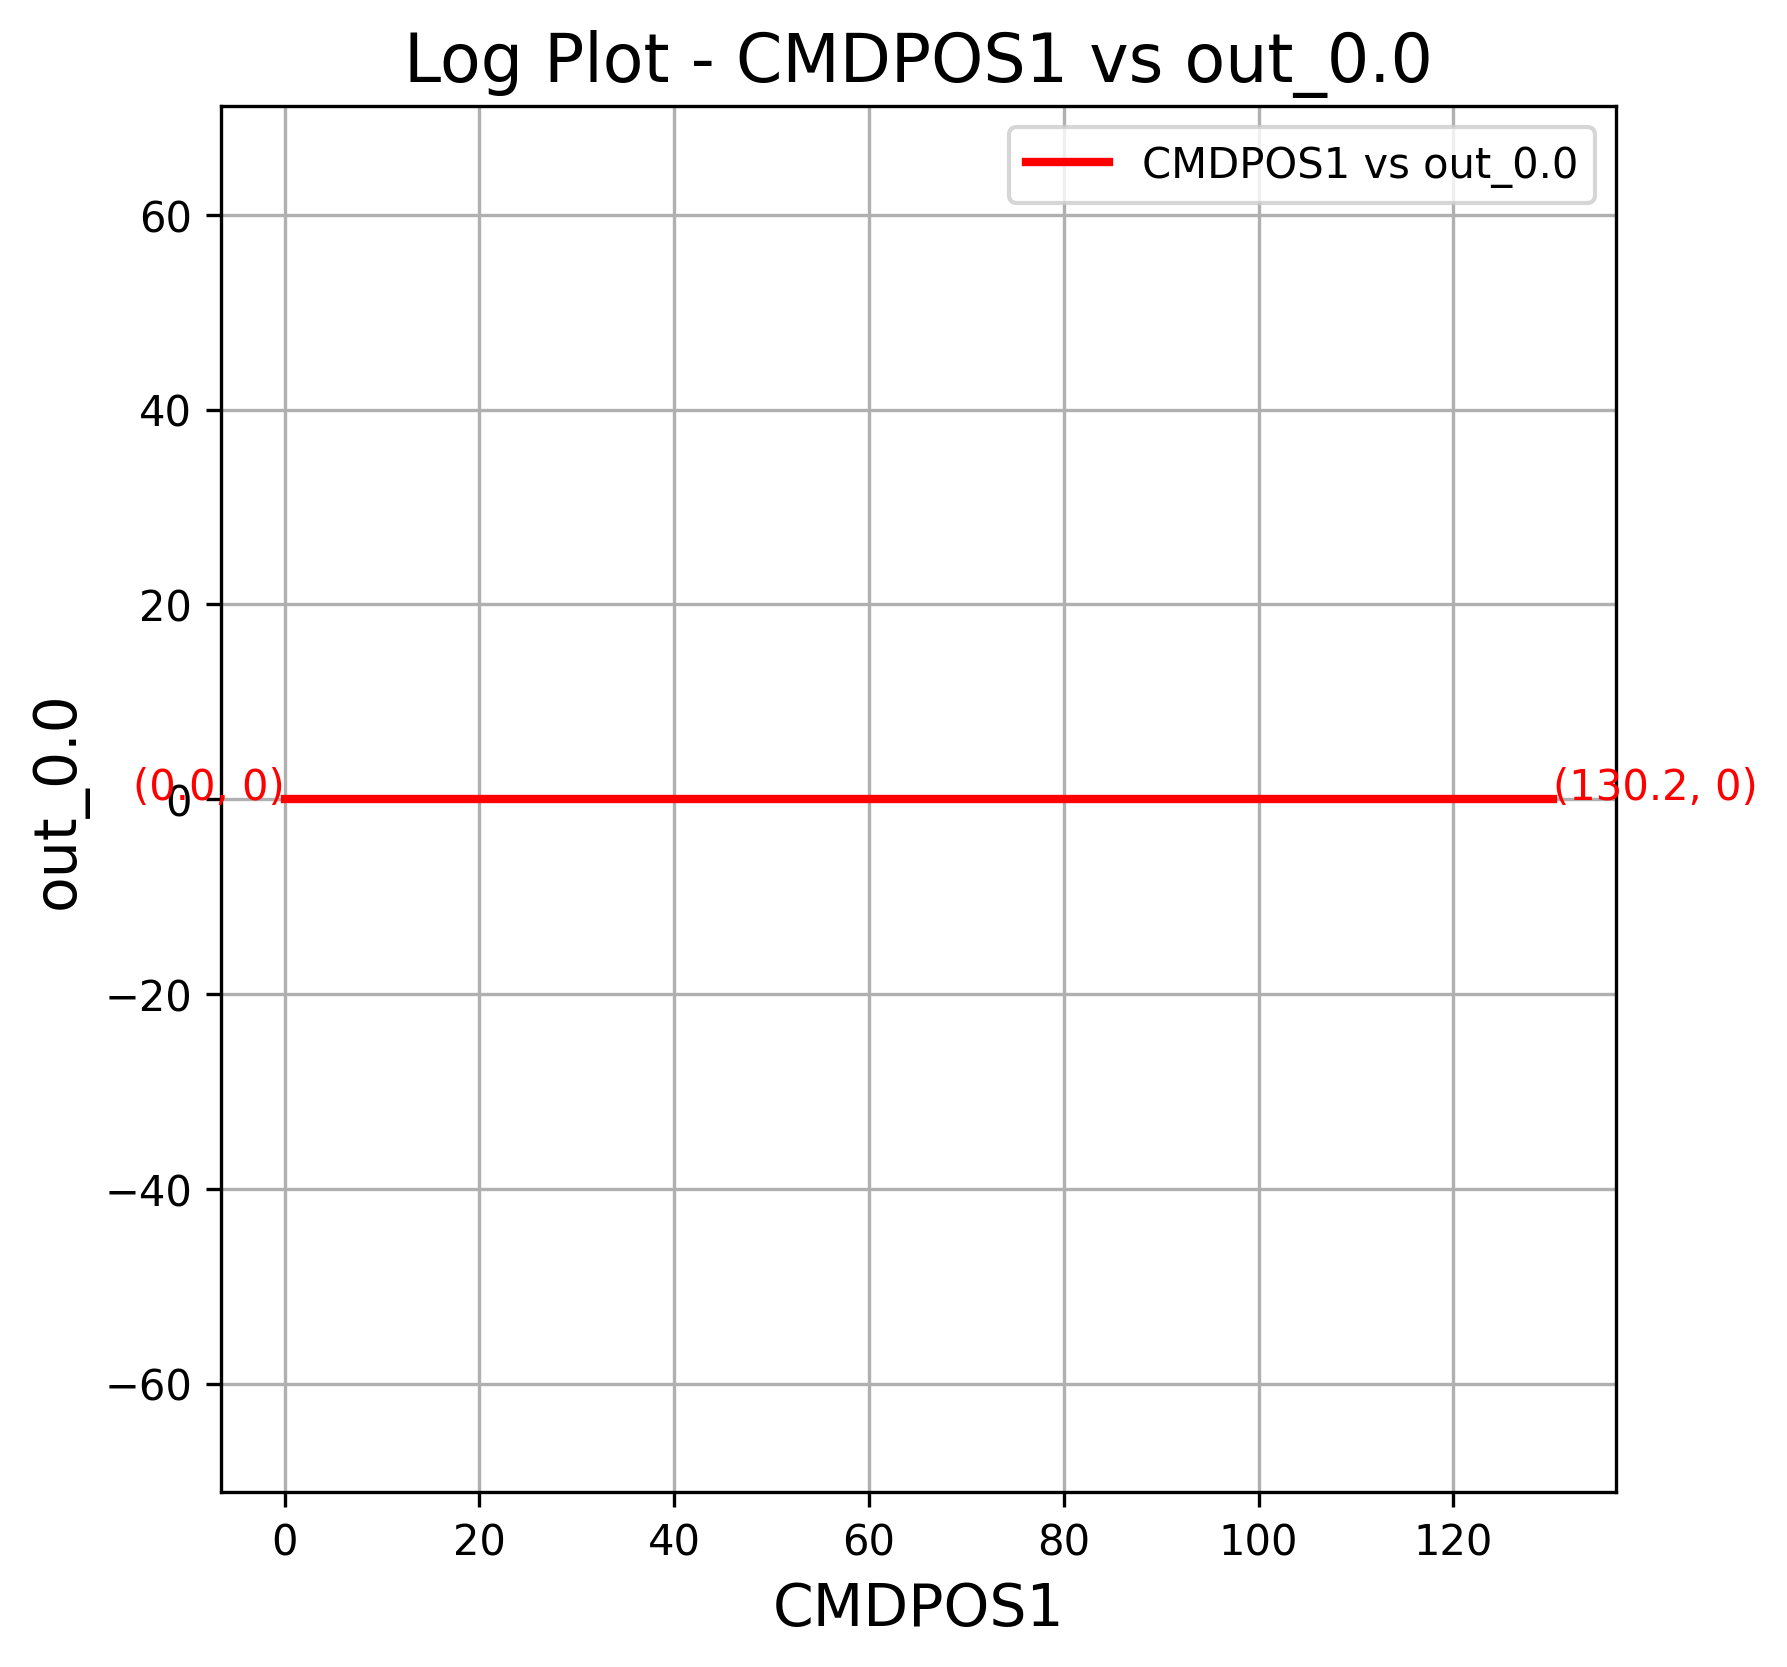 Log Plot - CMDPOS1 vs out_0.0
CMDPOS1 vs out_0.0
60
40
20
0
−20
−40
−60
out_0.0
(0.0, 0)
(130.2, 0)
0 20 40 60 80 100 120
CMDPOS1